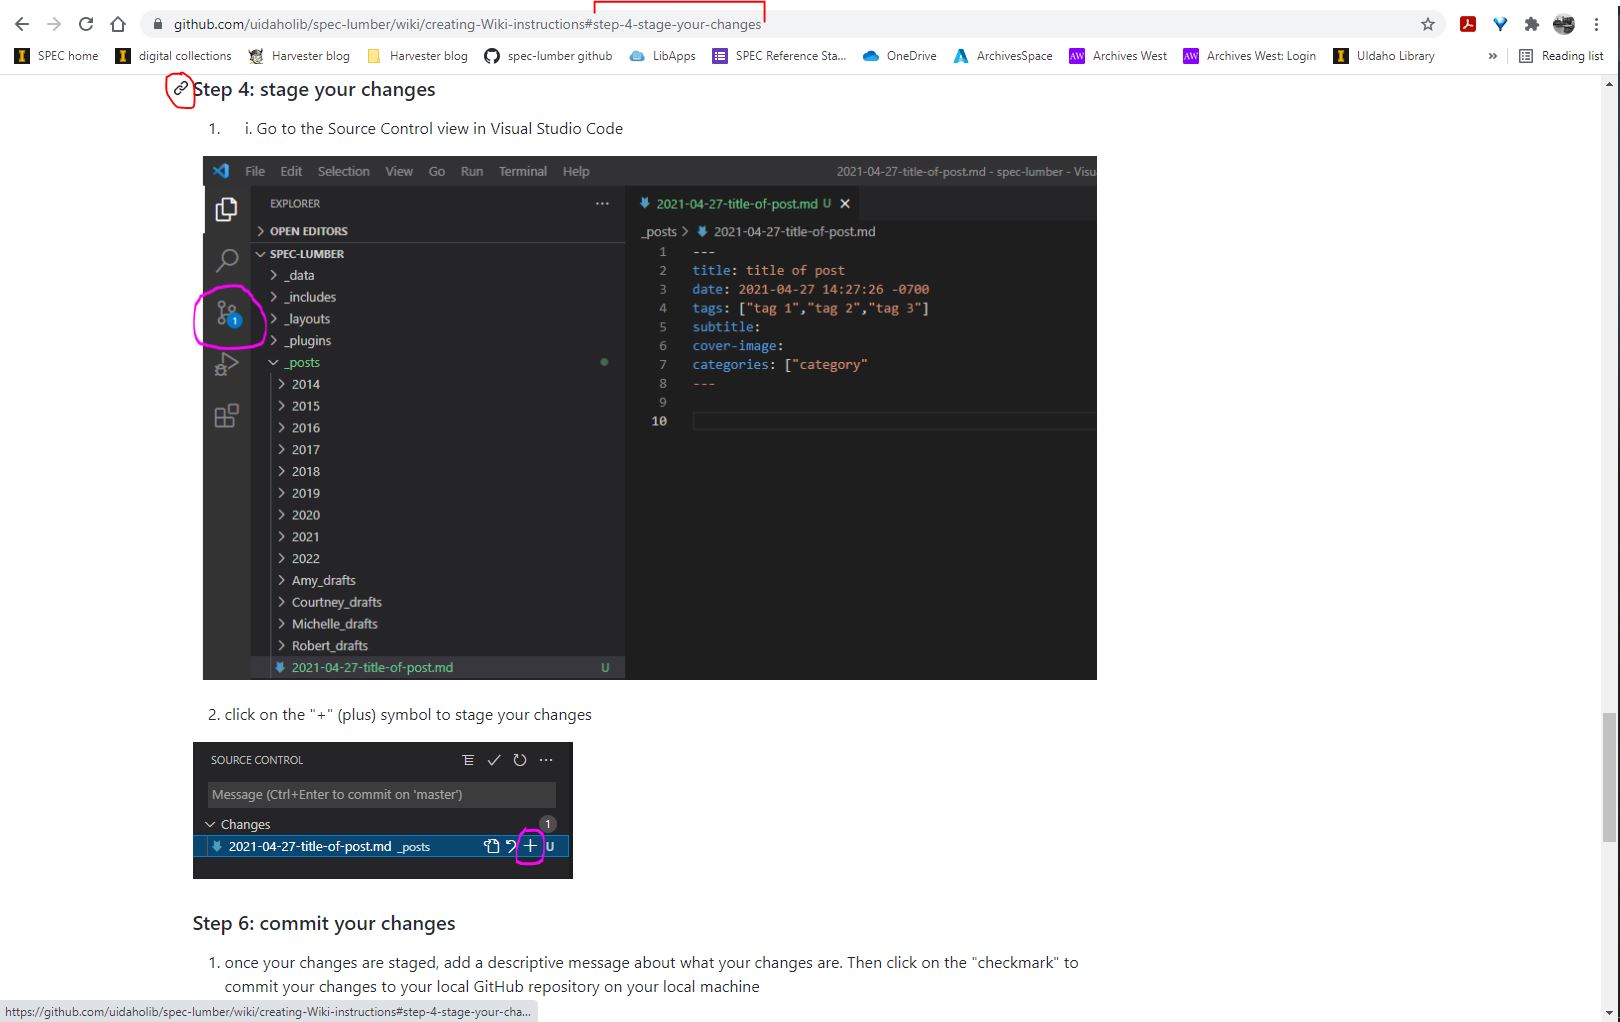 github.com/uidaholib/spec-lumber/wiki/creating-Wiki-instructions#step-4-stage-your-changes
SPEC home digital collections Harvester blog Harvester blog spec-lumber github LibApps SPEC Reference Sta... OneDrive ArchivesSpace AW Archives West AW Archives West: Login UIdaho Library » Reading list
Step 4: stage your changes
1. i. Go to the Source Control view in Visual Studio Code
File Edit Selection View Go Run Terminal Help 2021-04-27-title-of-post.md - spec-lumber - Visu
EXPLORER ···
2021-04-27-title-of-post.md U
OPEN EDITORS
_posts > 2021-04-27-title-of-post.md
SPEC-LUMBER
_data
_includes
_layouts
_plugins
_posts
2014
2015
2016
2017
2018
2019
2020
2021
2022
Amy_drafts
Courtney_drafts
Michelle_drafts
Robert_drafts
2021-04-27-title-of-post.md U
1
1 ---
2 title: title of post
3 date: 2021-04-27 14:27:26 -0700
4 tags: ["tag 1","tag 2","tag 3"]
5 subtitle:
6 cover-image:
7 categories: ["category"
8 ---
9
10
2. click on the "+" (plus) symbol to stage your changes
SOURCE CONTROL ···
Message (Ctrl+Enter to commit on 'master')
Changes 1
2021-04-27-title-of-post.md _posts + U
Step 6: commit your changes
1. once your changes are staged, add a descriptive message about what your changes are. Then click on the "checkmark" to
commit your changes to your local GitHub repository on your local machine
https://github.com/uidaholib/spec-lumber/wiki/creating-Wiki-instructions#step-4-stage-your-cha...